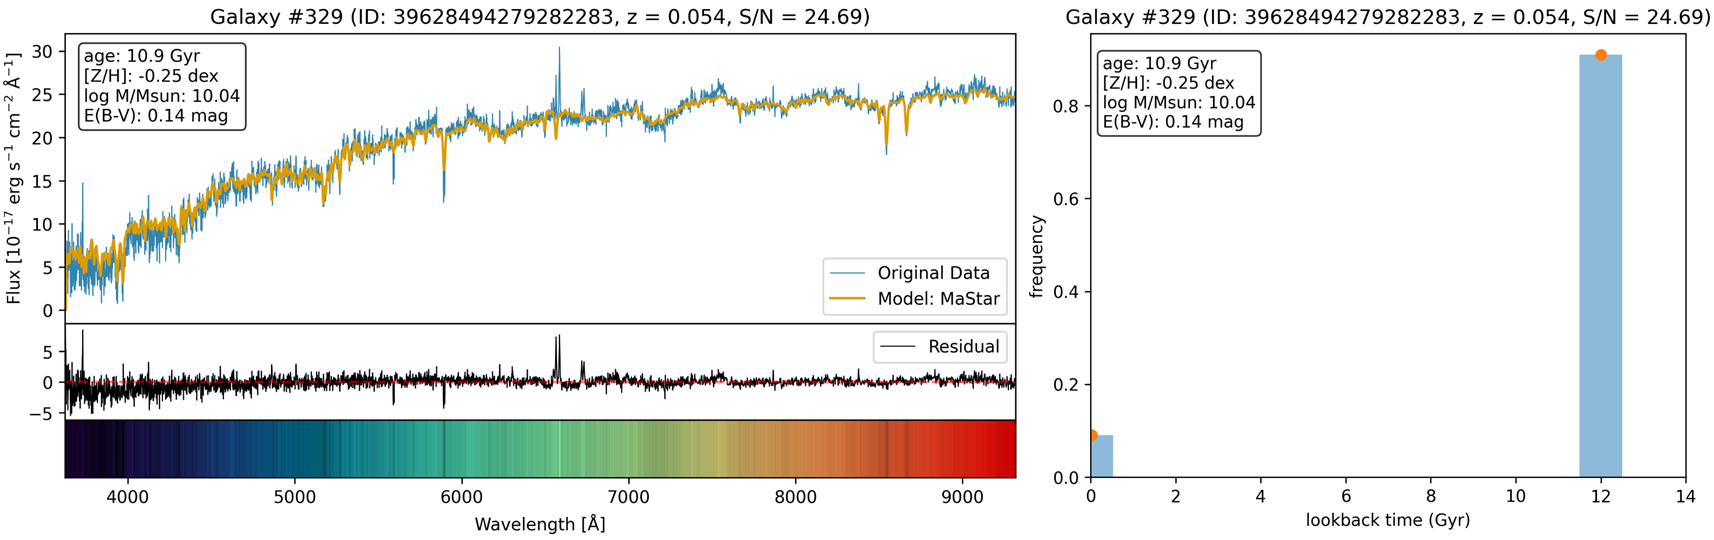 Galaxy #329 (ID: 39628494279282283, z = 0.054, S/N = 24.69)
age: 10.9 Gyr
[Z/H]: -0.25 dex
log M/Msun: 10.04
E(B-V): 0.14 mag
Flux [10⁻¹⁷ erg s⁻¹ cm⁻² Å⁻¹]
30
25
20
15
10
5
0
Original Data
Model: MaStar
5
0
−5
Residual
4000 5000 6000 7000 8000 9000
Wavelength [Å]
Galaxy #329 (ID: 39628494279282283, z = 0.054, S/N = 24.69)
age: 10.9 Gyr
[Z/H]: -0.25 dex
log M/Msun: 10.04
E(B-V): 0.14 mag
frequency
0.8
0.6
0.4
0.2
0.0
0 2 4 6 8 10 12 14
lookback time (Gyr)